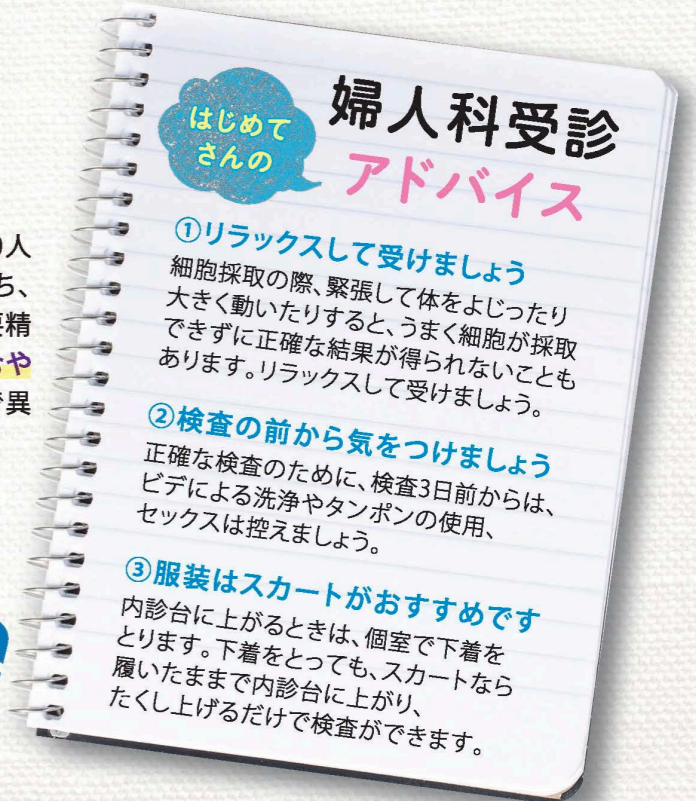 はじめて
さんの
婦人科受診
アドバイス
①リラックスして受けましょう
細胞採取の際、緊張して体をよじったり
大きく動いたりすると、うまく細胞が採取
できずに正確な結果が得られないことも
あります。リラックスして受けましょう。
②検査の前から気をつけましょう
正確な検査のために、検査3日前からは、
ビデによる洗浄やタンポンの使用、
セックスは控えましょう。
③服装はスカートがおすすめです
内診台に上がるときは、個室で下着を
とります。下着をとっても、スカートなら
履いたままで内診台に上がり、
たくし上げるだけで検査ができます。
人
ち、
精
や
異